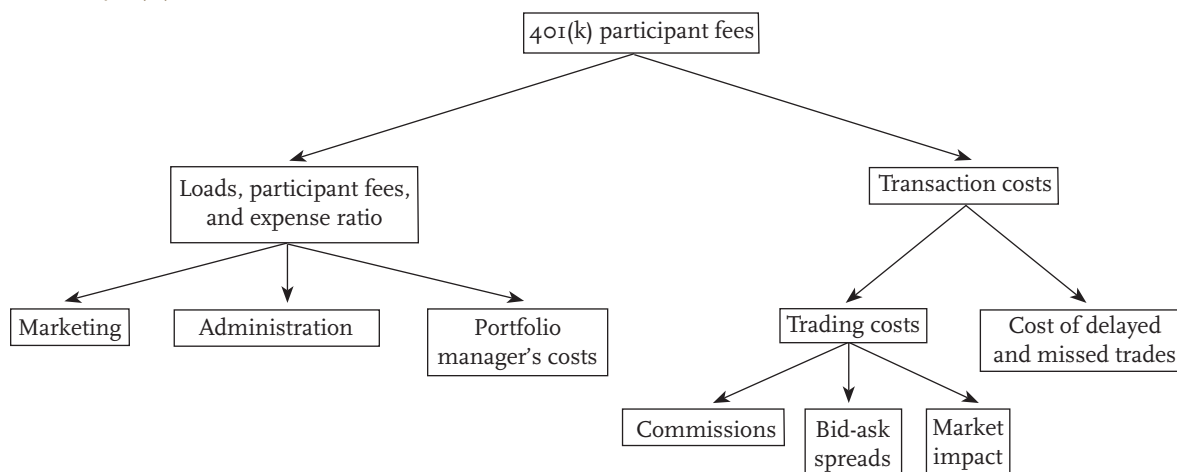 401(k) participant fees
Loads, participant fees,
and expense ratio
Transaction costs
Marketing
Administration
Portfolio
manager's costs
Trading costs
Cost of delayed
and missed trades
Commissions
Bid-ask
spreads
Market
impact